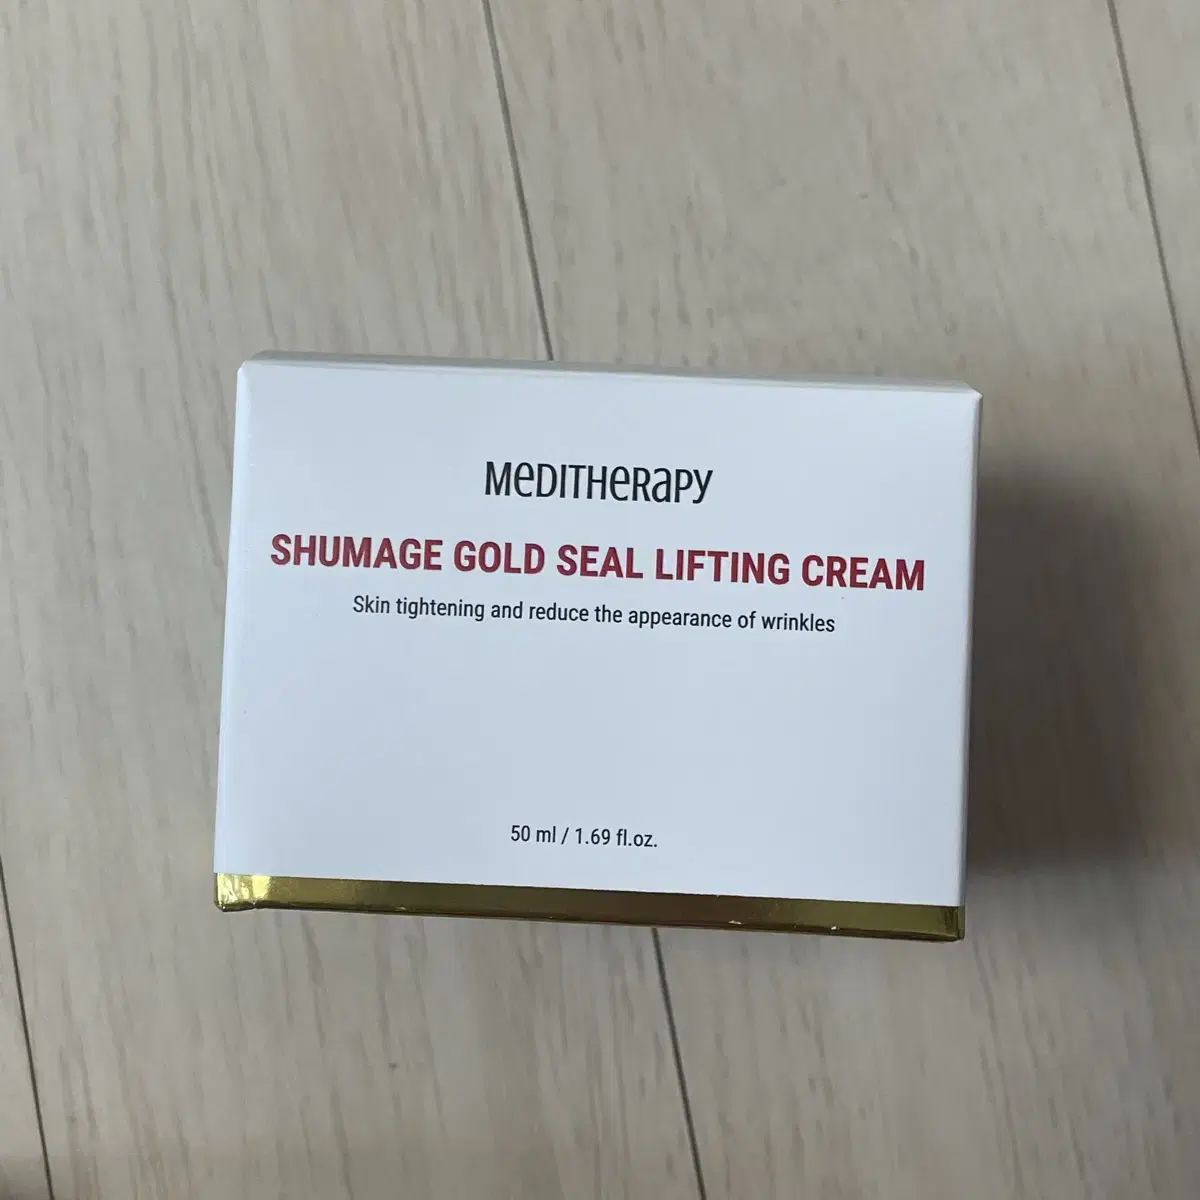 MeDITHeRaPY
SHUMAGE GOLD SEAL LIFTING CREAM
Skin tightening and reduce the appearance of wrinkles
50 ml / 1.69 fl.oz.